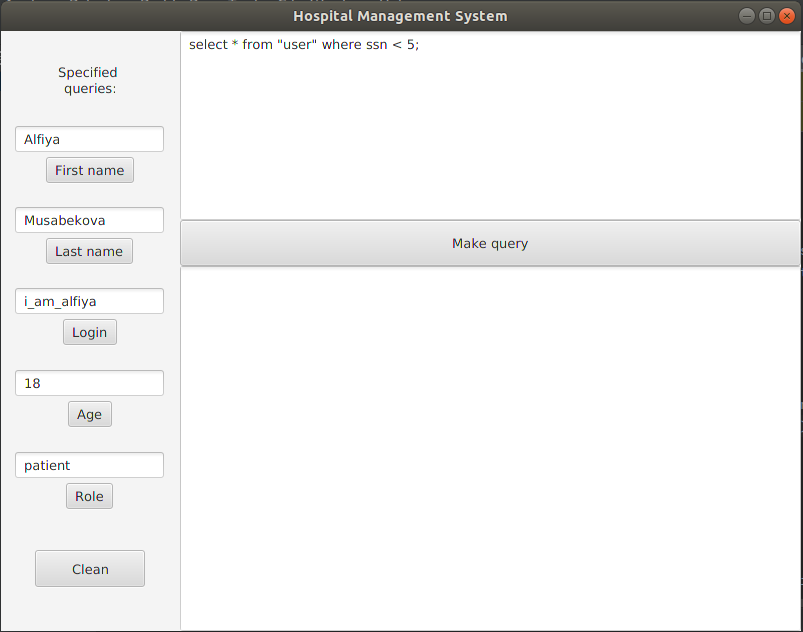 Hospital Management System
Specified
queries:
Alfiya
First name
Musabekova
Last name
i_am_alfiya
Login
18
Age
patient
Role
Clean
select * from "user" where ssn < 5;
Make query